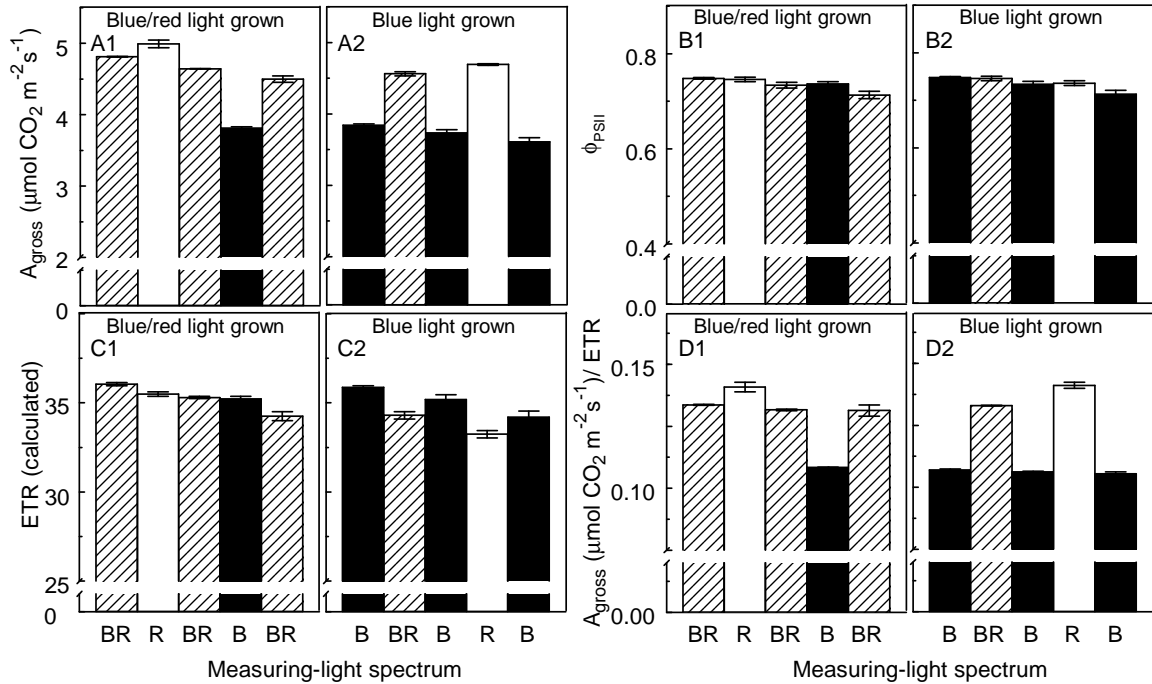 Blue/red light grown
A1
5
4
3
2
0
A_gross (µmol CO₂ m⁻² s⁻¹)
Blue light grown
A2
Blue/red light grown
B1
0.8
0.6
0.4
0.0
ϕ_PSII
Blue light grown
B2
Blue/red light grown
C1
35
30
25
0
ETR (calculated)
BR R BR B BR
Blue light grown
C2
B BR B R B
Measuring-light spectrum
Blue/red light grown
D1
0.15
0.10
0.00
A_gross (µmol CO₂ m⁻² s⁻¹)/ ETR
BR R BR B BR
Blue light grown
D2
B BR B R B
Measuring-light spectrum